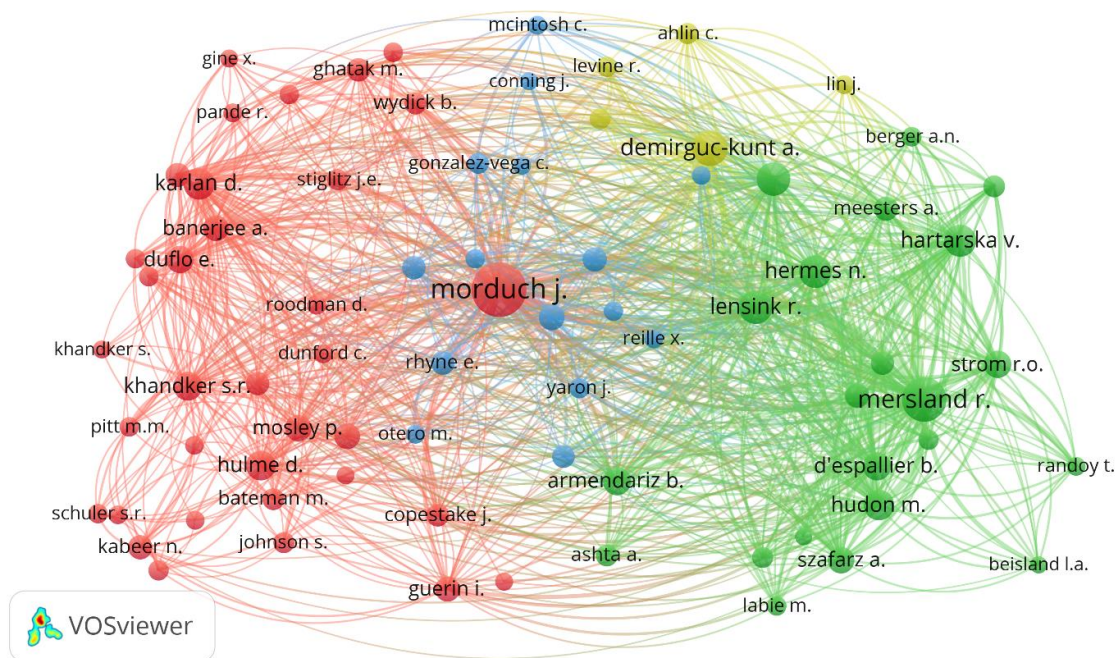 mcintosh c.
ahlin c.
gine x.
ghatak m.
levine r.
conning j.
lin j.
wydick b.
pande r.
berger a.n.
demirguc-kunt a.
gonzalez-vega c.
karlan d.
stiglitz j.e.
meesters a.
banerjee a.
hartarska v.
duflo e.
hermes n.
morduch j.
roodman d.
lensink r.
reille x.
khandker s.
dunford c.
rhyne e.
strom r.o.
khandker s.r.
yaron j.
mersland r.
pitt m.m.
mosley p.
otero m.
hulme d.
d'espallier b.
randoy t.
armendariz b.
bateman m.
hudon m.
schuler s.r.
copestake j.
kabeer n.
johnson s.
ashta a.
szafarz a.
beisland l.a.
guerin i.
labie m.
VOSviewer